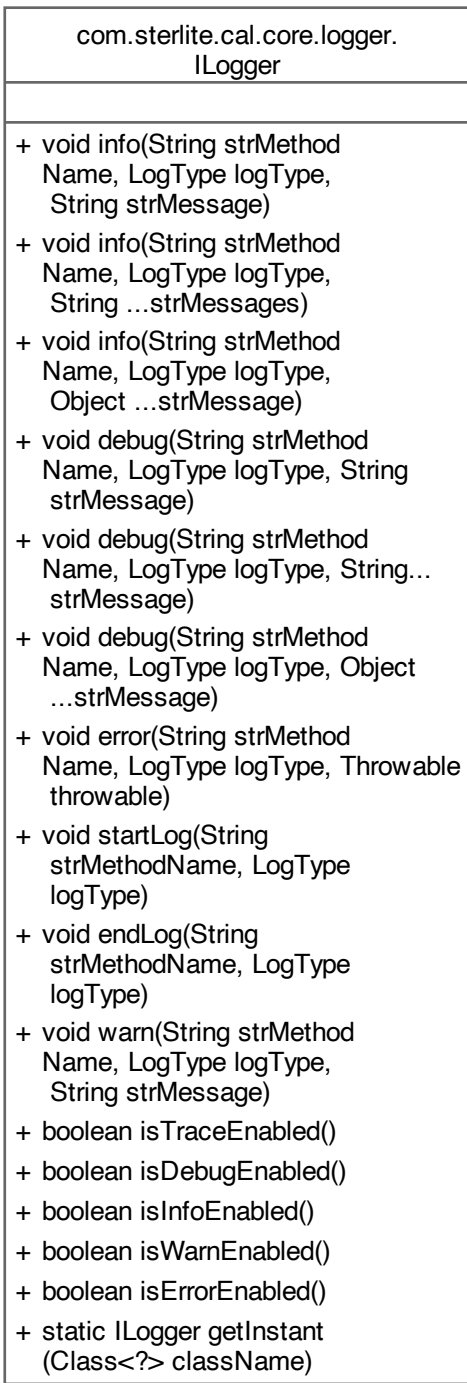 com.sterlite.cal.core.logger.
ILogger
+ void info(String strMethod
Name, LogType logType,
String strMessage)
+ void info(String strMethod
Name, LogType logType,
String ...strMessages)
+ void info(String strMethod
Name, LogType logType,
Object ...strMessage)
+ void debug(String strMethod
Name, LogType logType, String
strMessage)
+ void debug(String strMethod
Name, LogType logType, String...
strMessage)
+ void debug(String strMethod
Name, LogType logType, Object
...strMessage)
+ void error(String strMethod
Name, LogType logType, Throwable
throwable)
+ void startLog(String
strMethodName, LogType
logType)
+ void endLog(String
strMethodName, LogType
logType)
+ void warn(String strMethod
Name, LogType logType,
String strMessage)
+ boolean isTraceEnabled()
+ boolean isDebugEnabled()
+ boolean isInfoEnabled()
+ boolean isWarnEnabled()
+ boolean isErrorEnabled()
+ static ILogger getInstant
(Class<?> className)